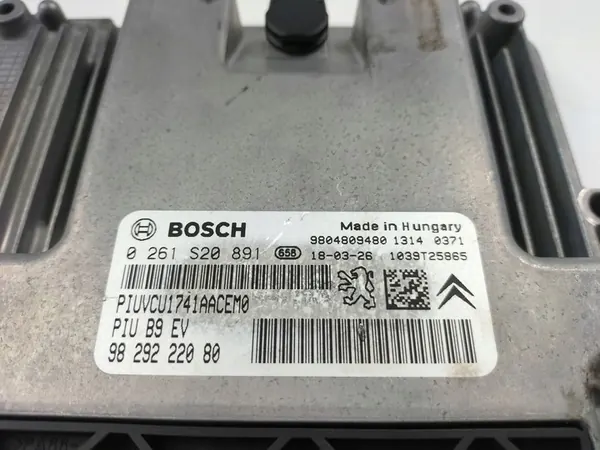 BOSCH
Made in Hungary
9804809480 1314 0371
0 261 S20 891 656 18-03-26 1039T25865
PIUVCU1741AACEM0
PIU B9 EV
98 292 220 80